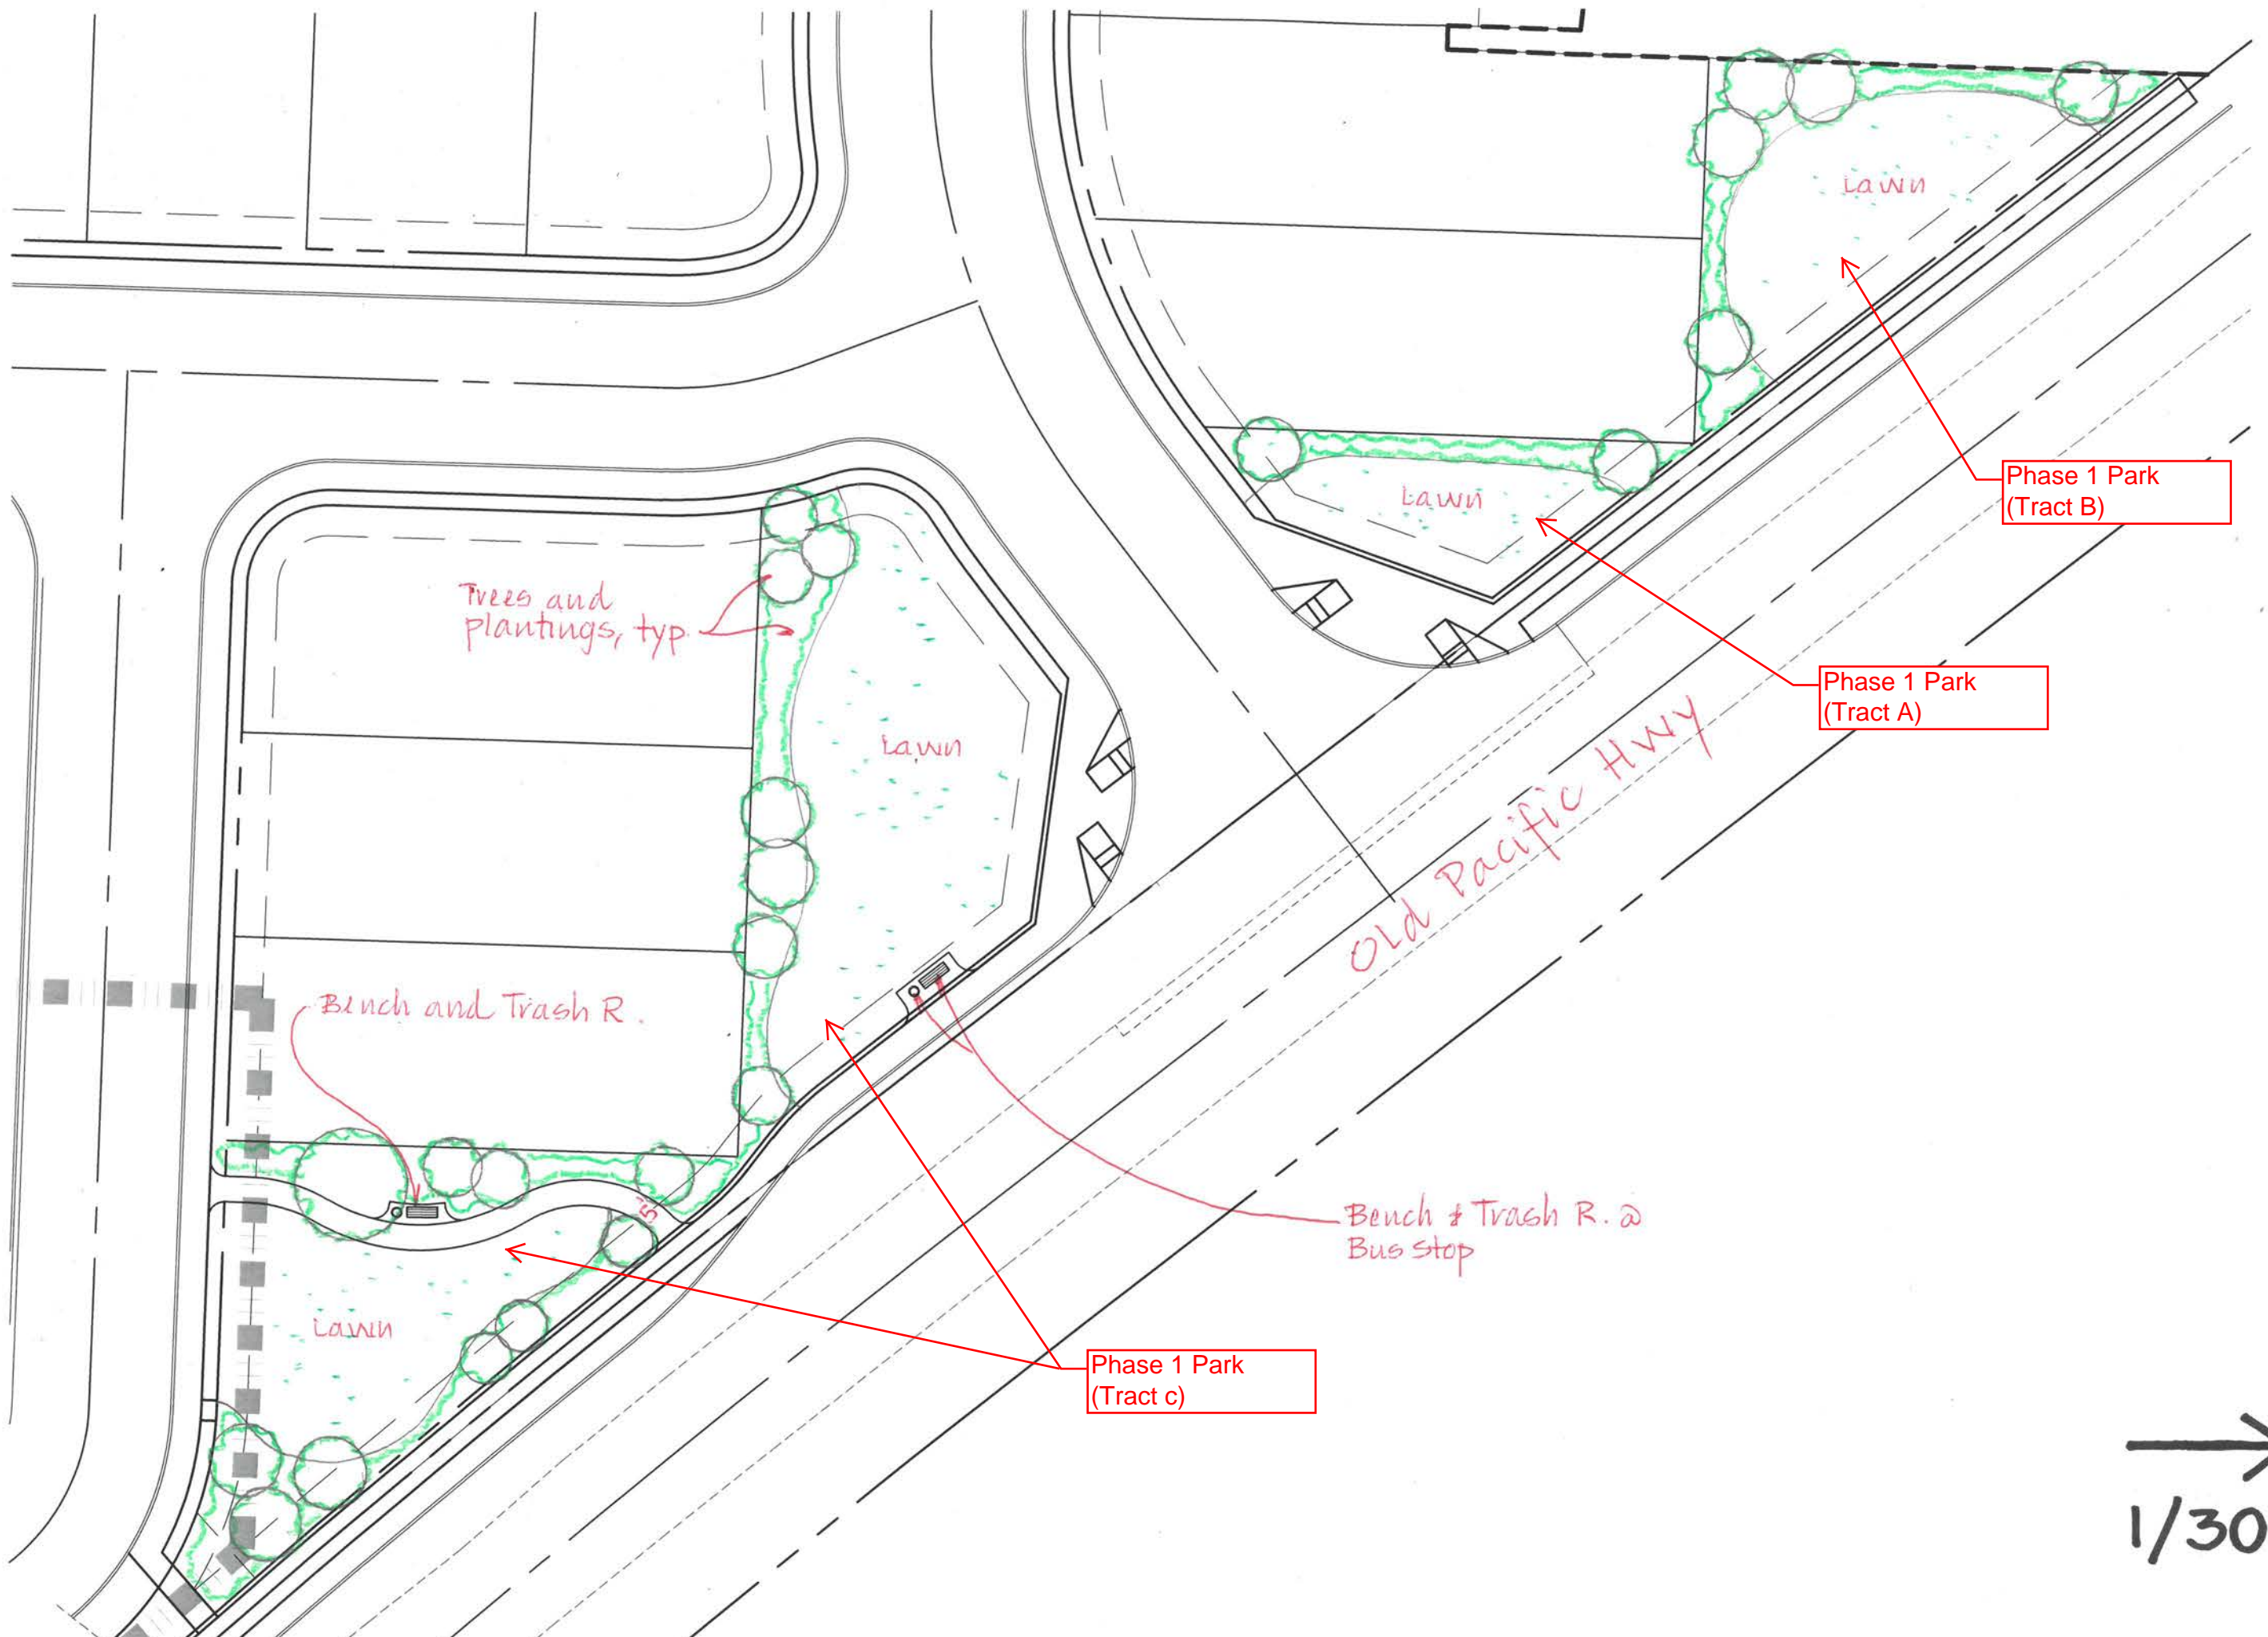 Lawn
Phase 1 Park
(Tract B)
Lawn
Trees and
plantings, typ.
Phase 1 Park
(Tract A)
Lawn
Old Pacific Hwy
Bench and Trash R.
5'
Bench & Trash R. @
Bus Stop
Lawn
Phase 1 Park
(Tract c)
1/30